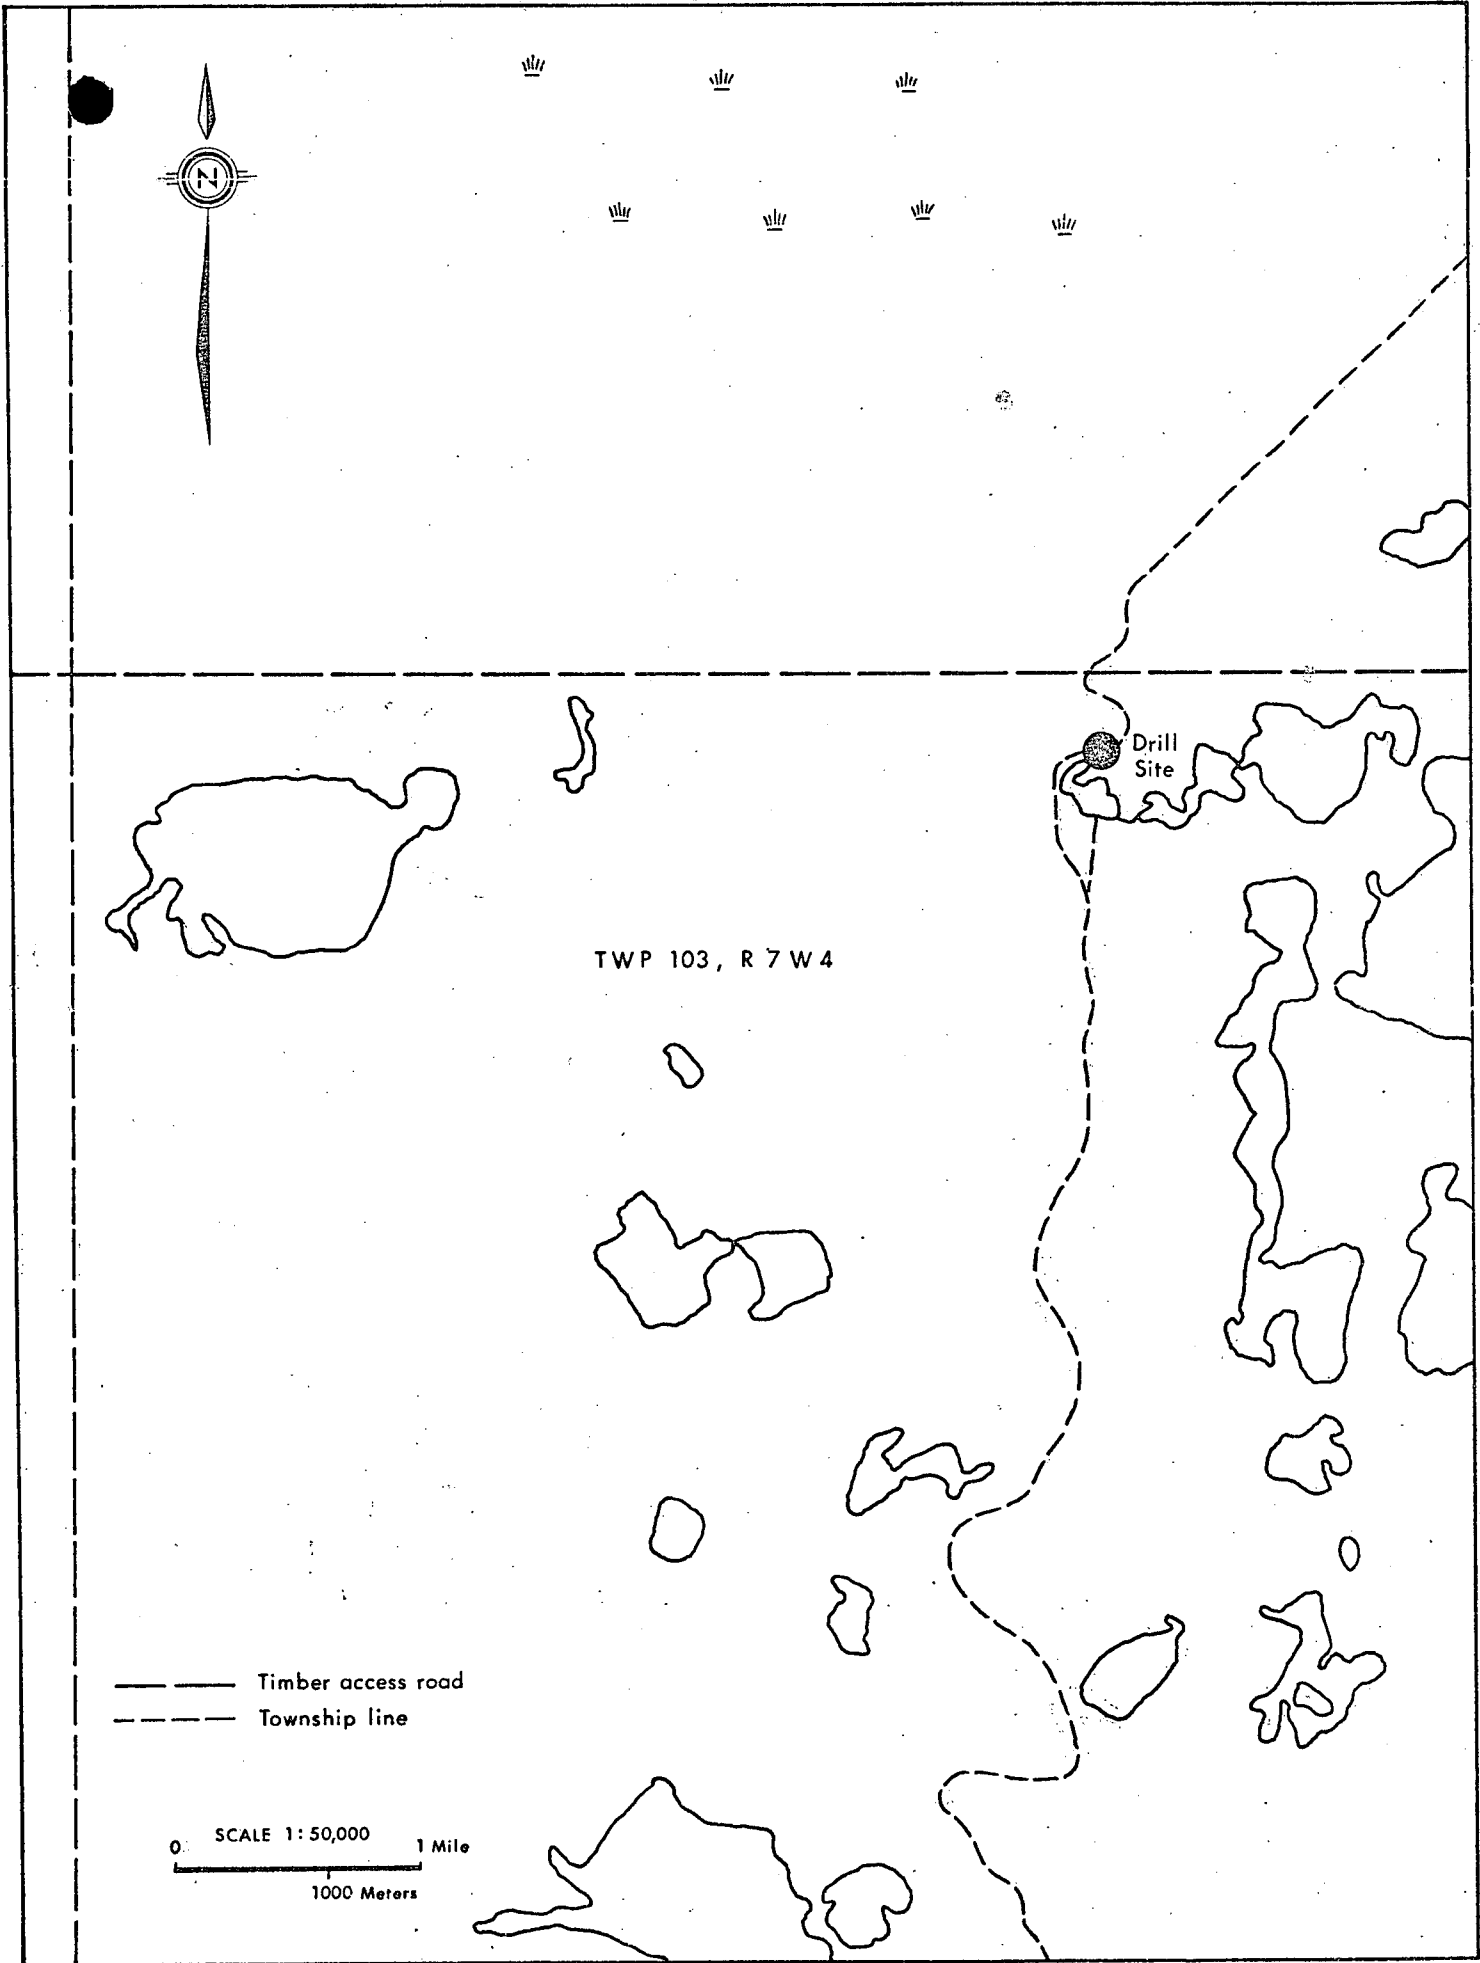 N
Drill
Site
TWP 103, R 7 W 4
Timber access road
Township line
SCALE 1:50,000
0 1 Mile
1000 Meters